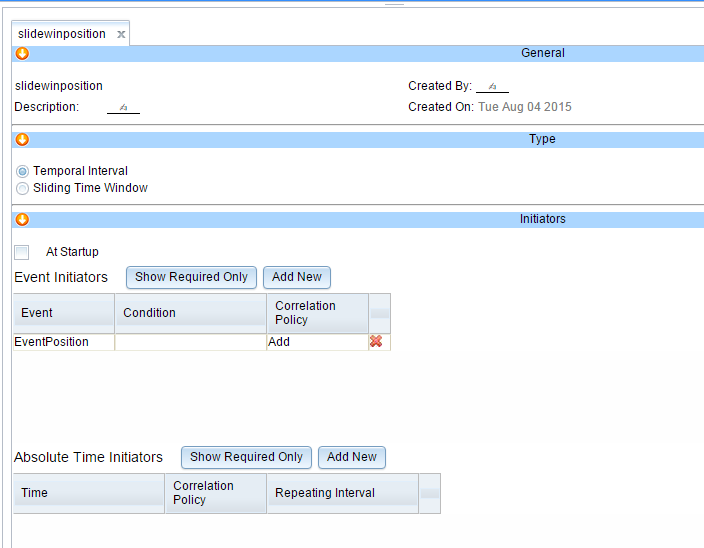 slidewinposition x
General
slidewinposition Created By:
Description: Created On: Tue Aug 04 2015
Type
Temporal Interval
Sliding Time Window
Initiators
At Startup
Event Initiators Show Required Only Add New
Event Condition Correlation Policy
EventPosition Add
Absolute Time Initiators Show Required Only Add New
Time Correlation Policy Repeating Interval